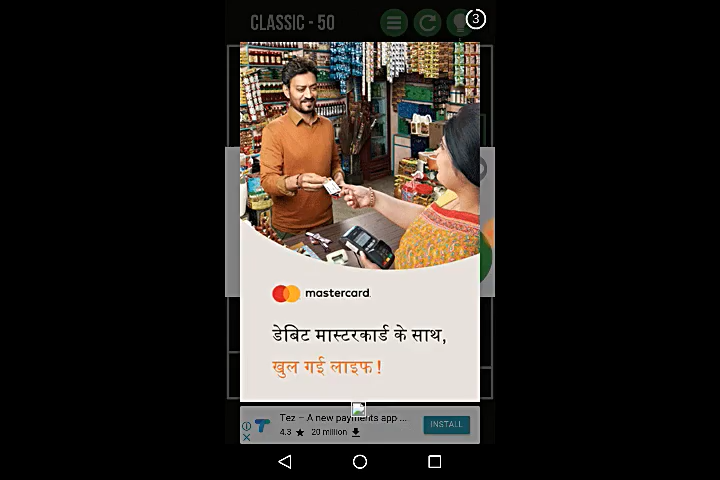 CLASSIC - 50
3
mastercard.
डेबिट मास्टरकार्ड के साथ,
खुल गई लाइफ!
Tez – A new payments app ...
4.3 ★ 20 million
INSTALL